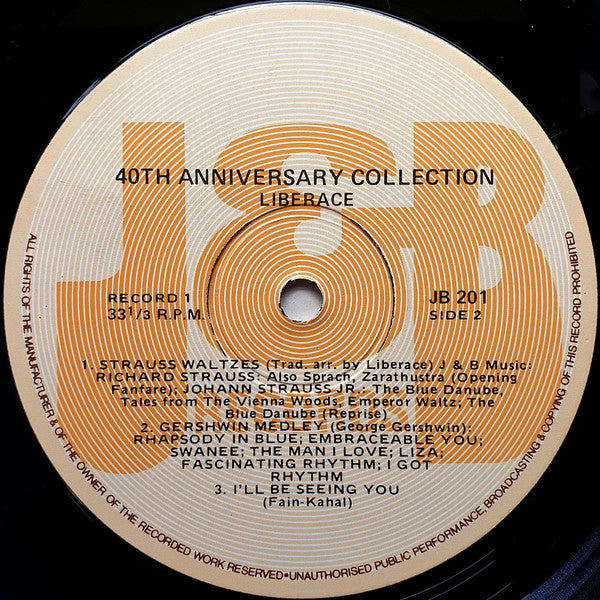 J&B
40TH ANNIVERSARY COLLECTION
LIBERACE
RECORD 1
33 1/3 R.P.M.
JB 201
SIDE 2
1. STRAUSS WALTZES (Trad. arr. by Liberace) J & B Music:
RICHARD STRAUSS: Also Sprach, Zarathustra (Opening
Fanfare); JOHANN STRAUSS JR.: The Blue Danube,
Tales from The Vienna Woods, Emperor Waltz; The
Blue Danube (Reprise)
2. GERSHWIN MEDLEY (George Gershwin):
RHAPSODY IN BLUE; EMBRACEABLE YOU;
SWANEE; THE MAN I LOVE; LIZA;
FASCINATING RHYTHM; I GOT
RHYTHM
3. I'LL BE SEEING YOU
(Fain-Kahal)
ALL RIGHTS OF THE MANUFACTURER & OF THE OWNER OF THE RECORDED WORK RESERVED•UNAUTHORISED PUBLIC PERFORMANCE, BROADCASTING & COPYING OF THIS RECORD PROHIBITED